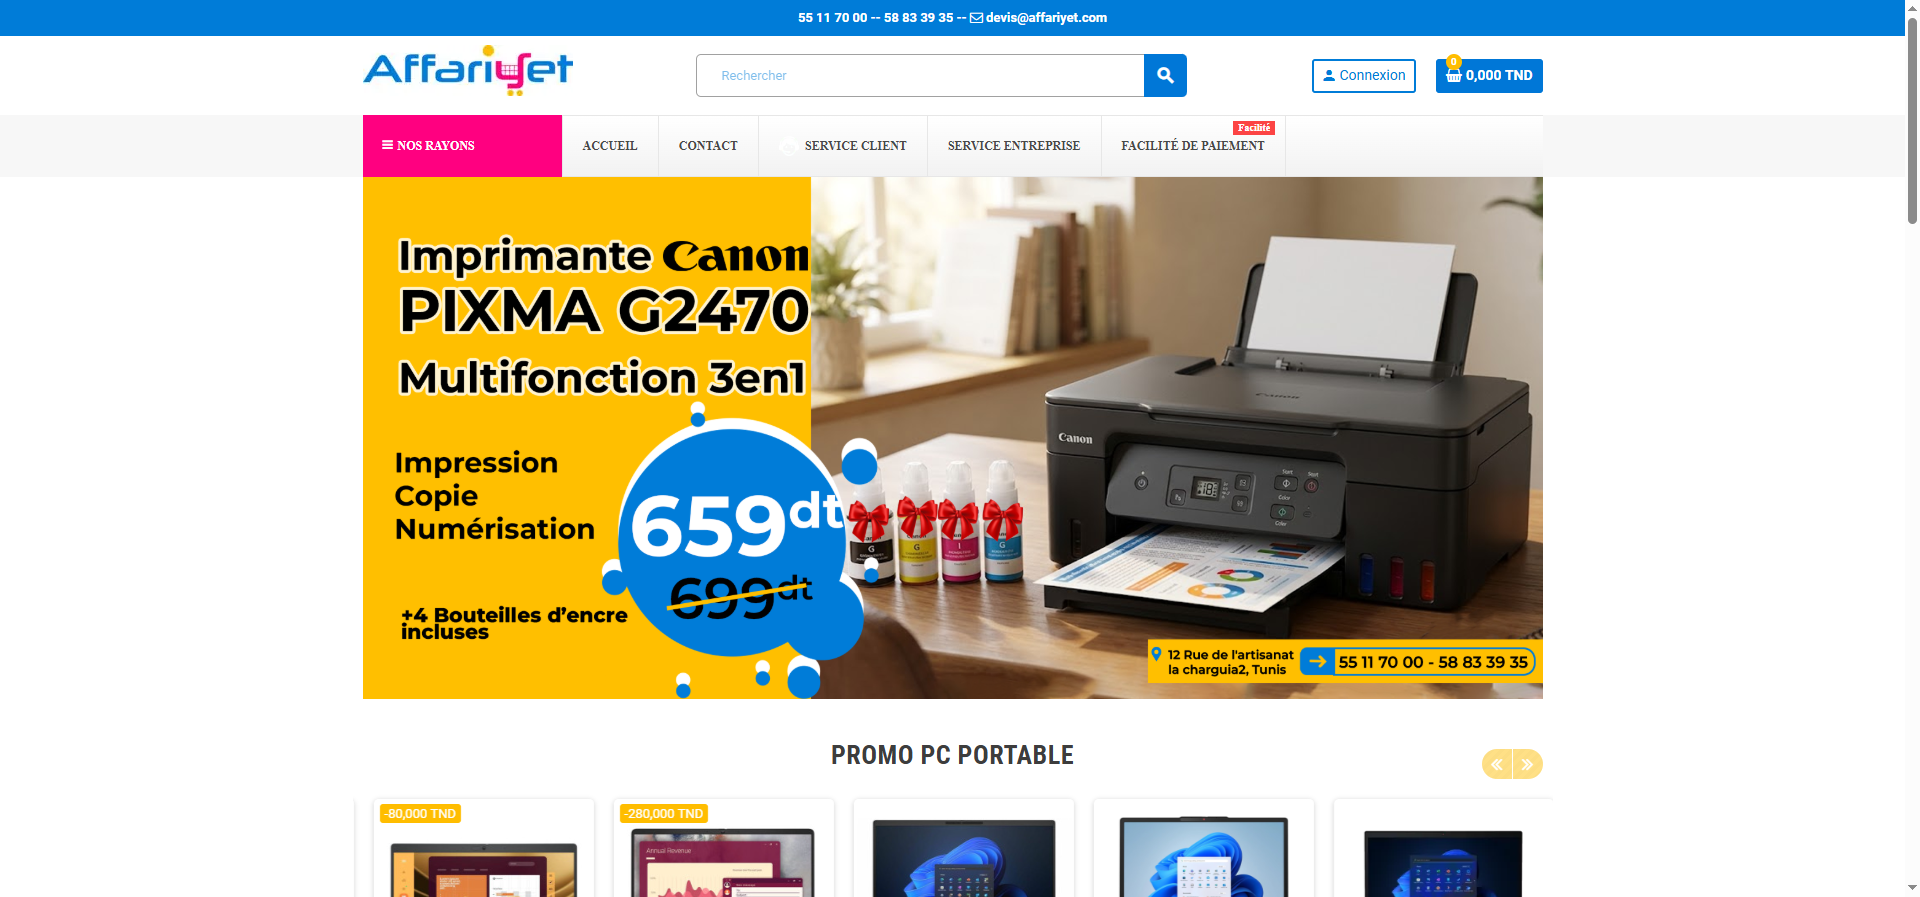 55 11 70 00 -- 58 83 39 35 -- devis@affariyet.com
Affariyet
Rechercher
Connexion
0
0,000 TND
NOS RAYONS
ACCUEIL
CONTACT
SERVICE CLIENT
SERVICE ENTREPRISE
FACILITÉ DE PAIEMENT
Facilité
Imprimante Canon
PIXMA G2470
Multifonction 3en1
Impression
Copie
Numérisation
659dt
699dt
+4 Bouteilles d’encre
incluses
Canon
12 Rue de l'artisanat
la charguia2, Tunis
55 11 70 00 - 58 83 39 35
PROMO PC PORTABLE
-80,000 TND
-280,000 TND
Annual Revenue